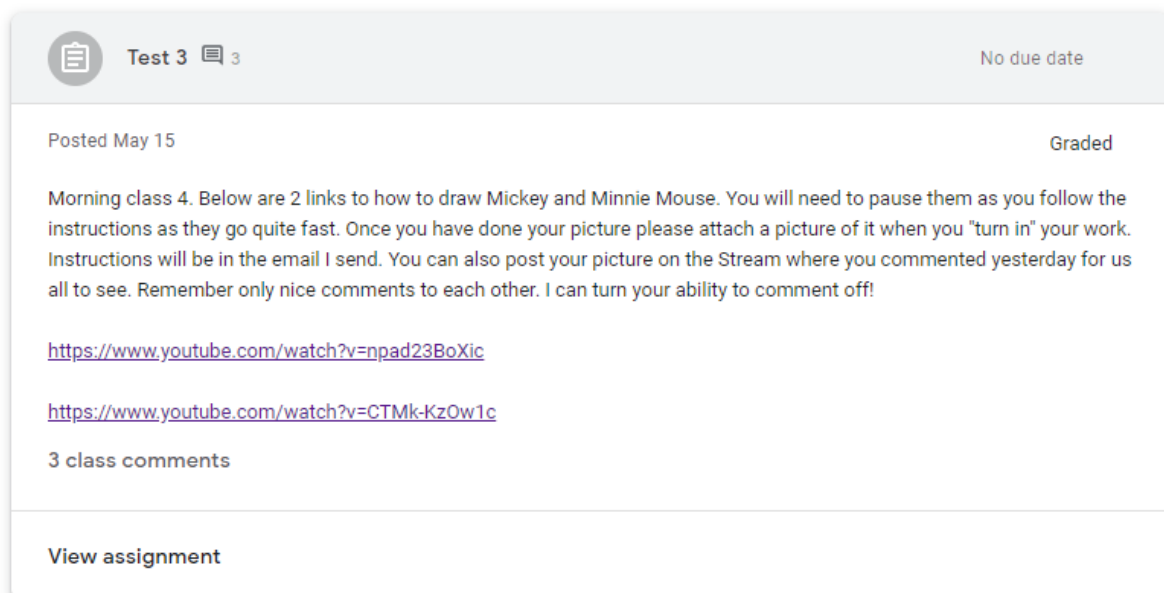 Test 3 3 No due date
Posted May 15 Graded
Morning class 4. Below are 2 links to how to draw Mickey and Minnie Mouse. You will need to pause them as you follow the
instructions as they go quite fast. Once you have done your picture please attach a picture of it when you "turn in" your work.
Instructions will be in the email I send. You can also post your picture on the Stream where you commented yesterday for us
all to see. Remember only nice comments to each other. I can turn your ability to comment off!
https://www.youtube.com/watch?v=npad23BoXic
https://www.youtube.com/watch?v=CTMk-KzOw1c
3 class comments
View assignment